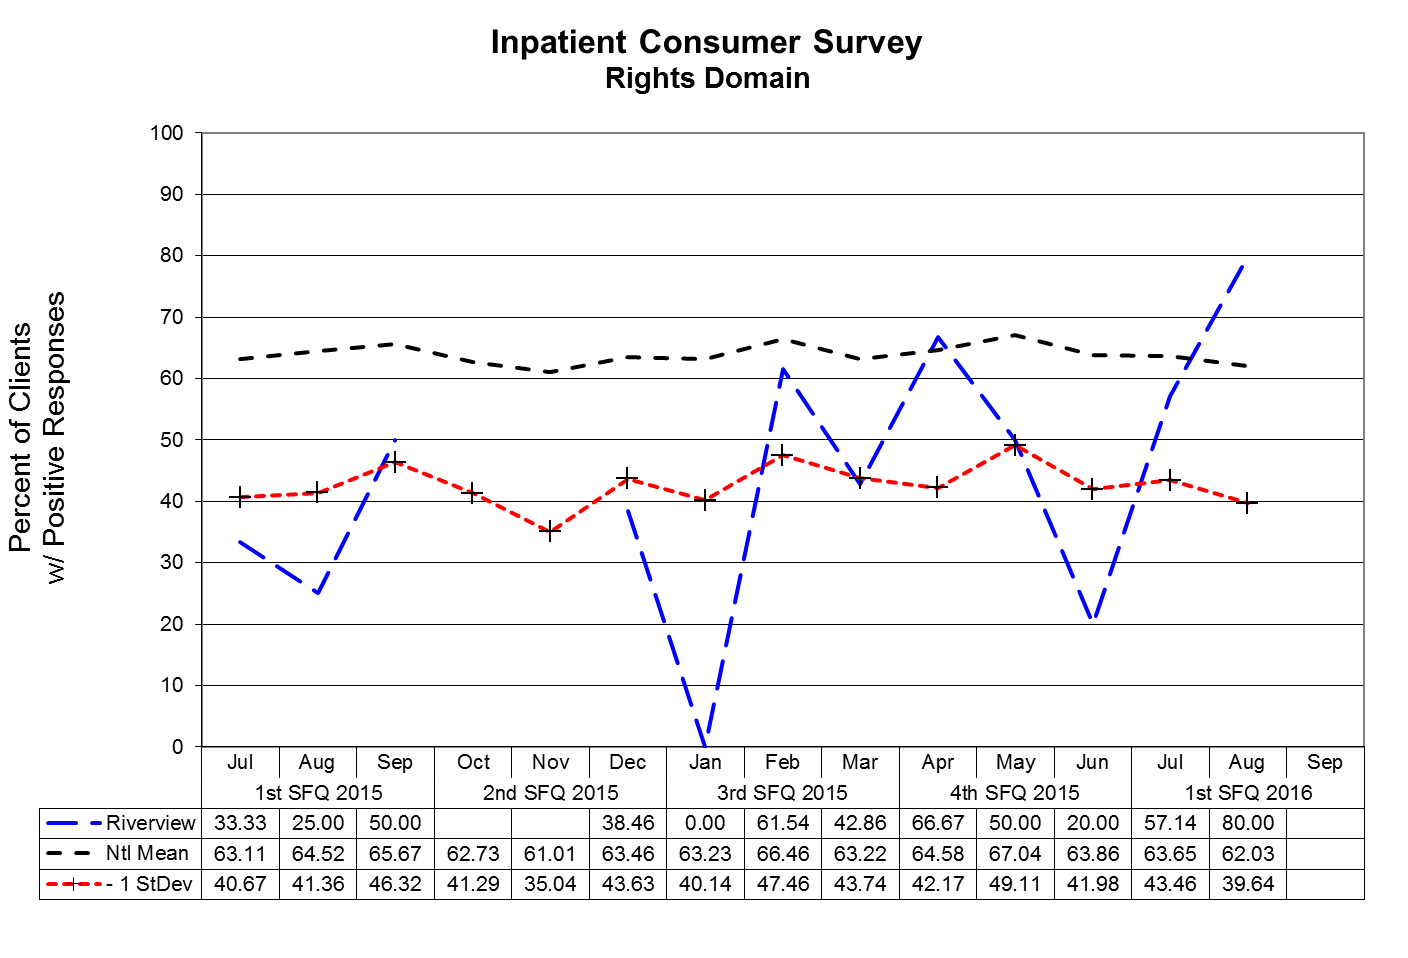 Inpatient Consumer Survey
Rights Domain
Percent of Clients
w/ Positive Responses
100
90
80
70
60
50
40
30
20
10
0
Jul Aug Sep Oct Nov Dec Jan Feb Mar Apr May Jun Jul Aug Sep
1st SFQ 2015 2nd SFQ 2015 3rd SFQ 2015 4th SFQ 2015 1st SFQ 2016
Riverview 33.33 25.00 50.00 38.46 0.00 61.54 42.86 66.67 50.00 20.00 57.14 80.00
Ntl Mean 63.11 64.52 65.67 62.73 61.01 63.46 63.23 66.46 63.22 64.58 67.04 63.86 63.65 62.03
- 1 StDev 40.67 41.36 46.32 41.29 35.04 43.63 40.14 47.46 43.74 42.17 49.11 41.98 43.46 39.64